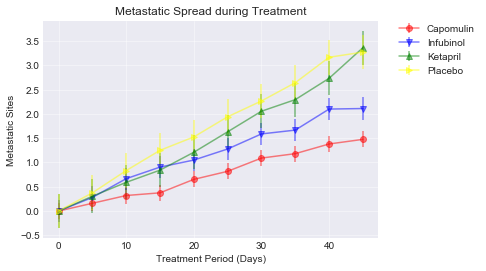 Metastatic Spread during Treatment
Capomulin
Infubinol
Ketapril
Placebo
Metastatic Sites
3.5
3.0
2.5
2.0
1.5
1.0
0.5
0.0
−0.5
0
10
20
30
40
Treatment Period (Days)